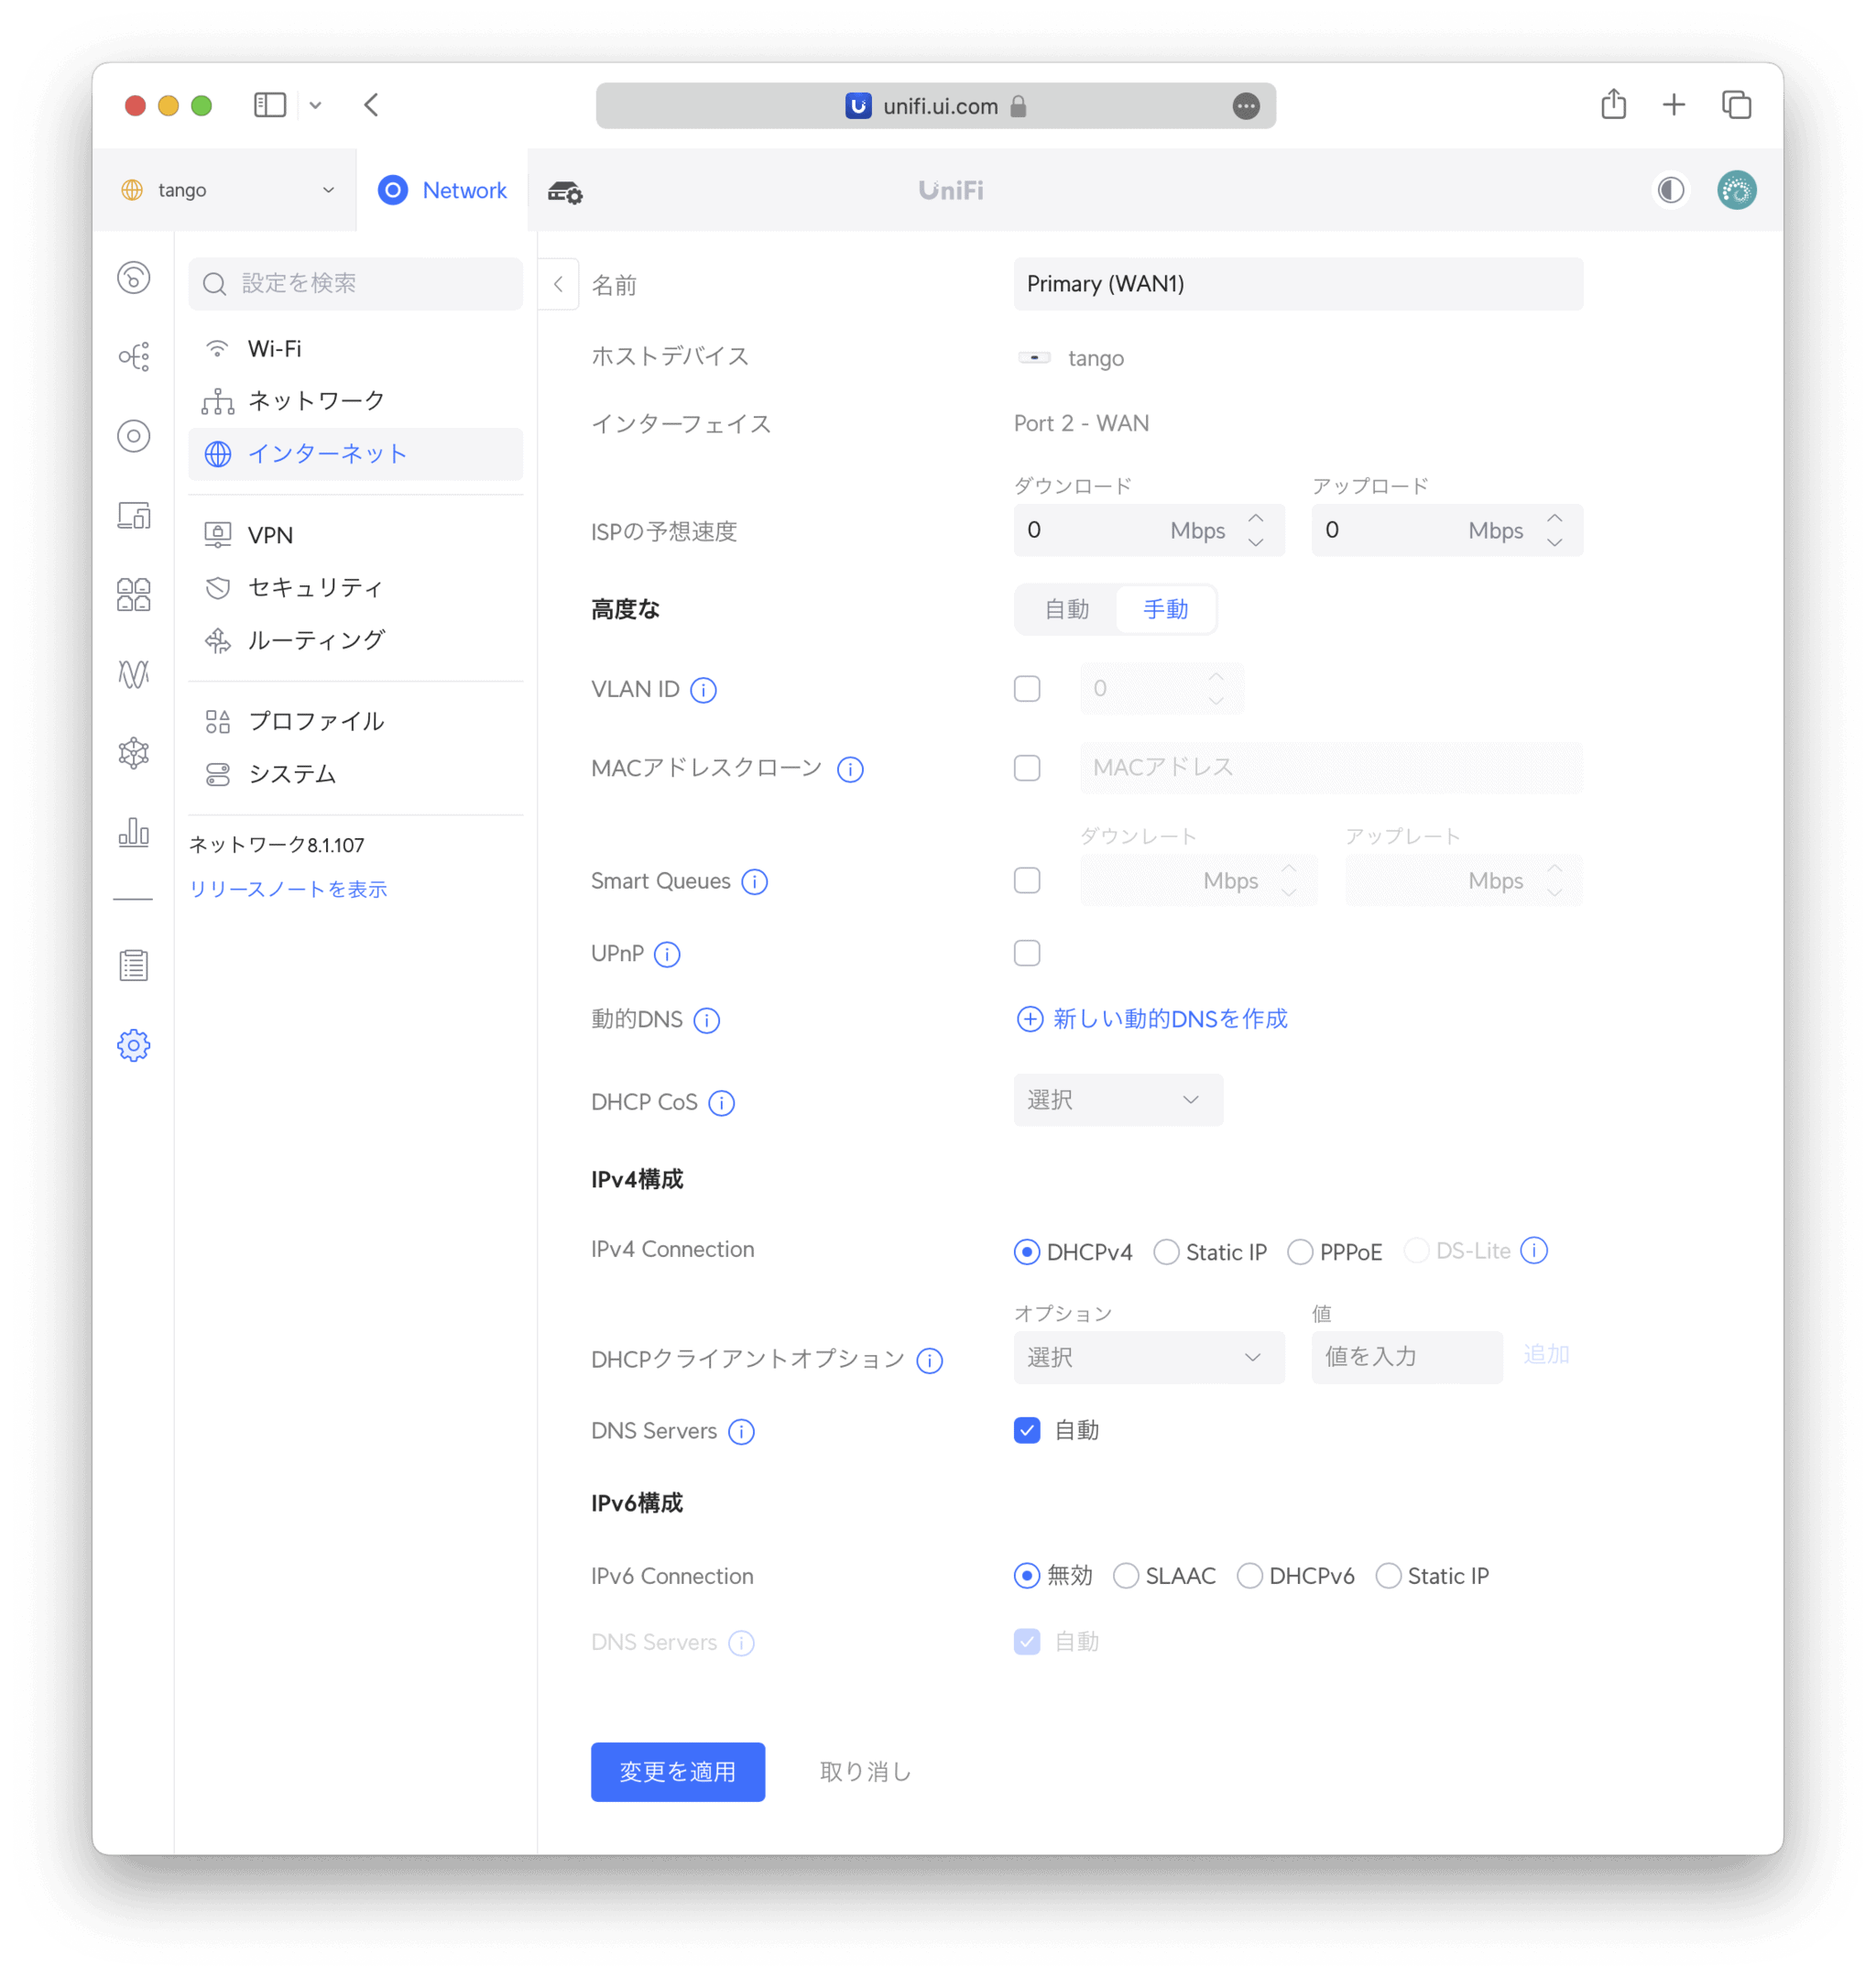 unifi.ui.com
tango
Network
UniFi
設定を検索
Wi-Fi
ネットワーク
インターネット
VPN
セキュリティ
ルーティング
プロファイル
システム
ネットワーク8.1.107
リリースノートを表示
名前
Primary (WAN1)
ホストデバイス
tango
インターフェイス
Port 2 - WAN
ダウンロード アップロード
ISPの予想速度
0 Mbps 0 Mbps
高度な
自動 手動
VLAN ID
0
MACアドレスクローン
MACアドレス
ダウンレート アップレート
Smart Queues
Mbps Mbps
UPnP
動的DNS
新しい動的DNSを作成
DHCP CoS
選択
IPv4構成
IPv4 Connection
DHCPv4 Static IP PPPoE DS-Lite
オプション 値
DHCPクライアントオプション
選択 値を入力 追加
DNS Servers
自動
IPv6構成
IPv6 Connection
無効 SLAAC DHCPv6 Static IP
DNS Servers
自動
変更を適用 取り消し